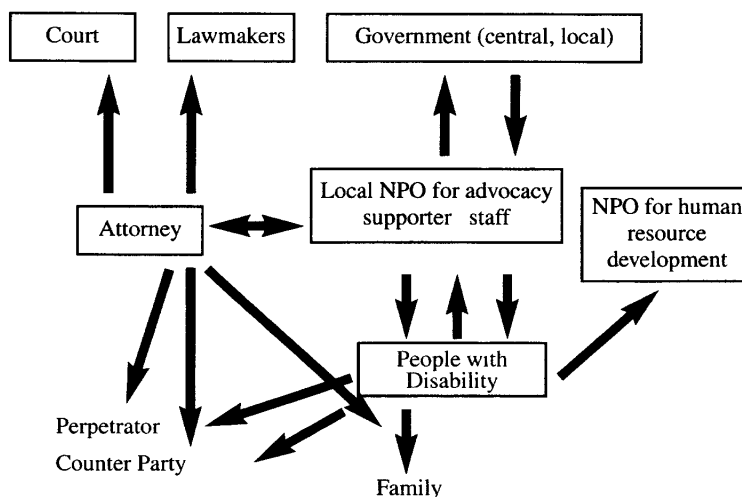 Court
Lawmakers
Government (central, local)
Local NPO for advocacy
supporter staff
NPO for human
resource
development
Attorney
People with
Disability
Perpetrator
Counter Party
Family